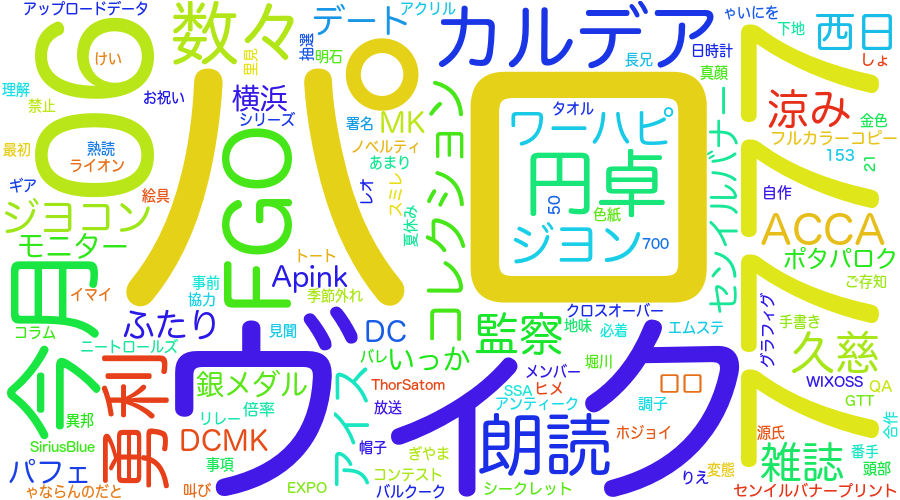 アップロードデータ
06
けい
理解
禁止
最初
熟読
ライオン
ギア
絵具
ジヨコン
モニター
数々
里見
抽選
明石
デート
アクリル
お祝い
横浜
シリーズ
パロ
署名
MK
ノベルティ
あまり
レオ
スミレ
夏休み
FGO
カルデア
長兄
日時計
真顔
コレクション
タオル
ワーハピ
円卓
50
色紙
ジヨン
700
センイルバナー
ゃいにを
下地
西日
しょ
涼み
金色
フルカラーコピー
153
21
自作
ACCA
ポタパロク
ご存知
ククク
今月
イマイ
コラム
ニートロールズ
異邦
SiriusBlue
パフェ
ゃならんのだと
事前
協力
トート
Apink
季節外れ
ふたり
見聞
DC
バレ
いっか
監察
地味
必着
クロスオーバー
エムステ
グラフィグ
手書き
久慈
勇利
銀メダル
リレー
倍率
DCMK
事項
叫び
EXPO
アイス
ヴィク
ThorSatom
放送
帽子
ぎやま
コンテスト
バルクーク
メンバー
堀川
SSA
ヒメ
アンティーク
朗読
シークレット
ロロ
調子
ホジョイ
りえ
変態
WIXOSS
QA
GTT
合作
源氏
番手
雑誌
頭部
センイルバナープリント